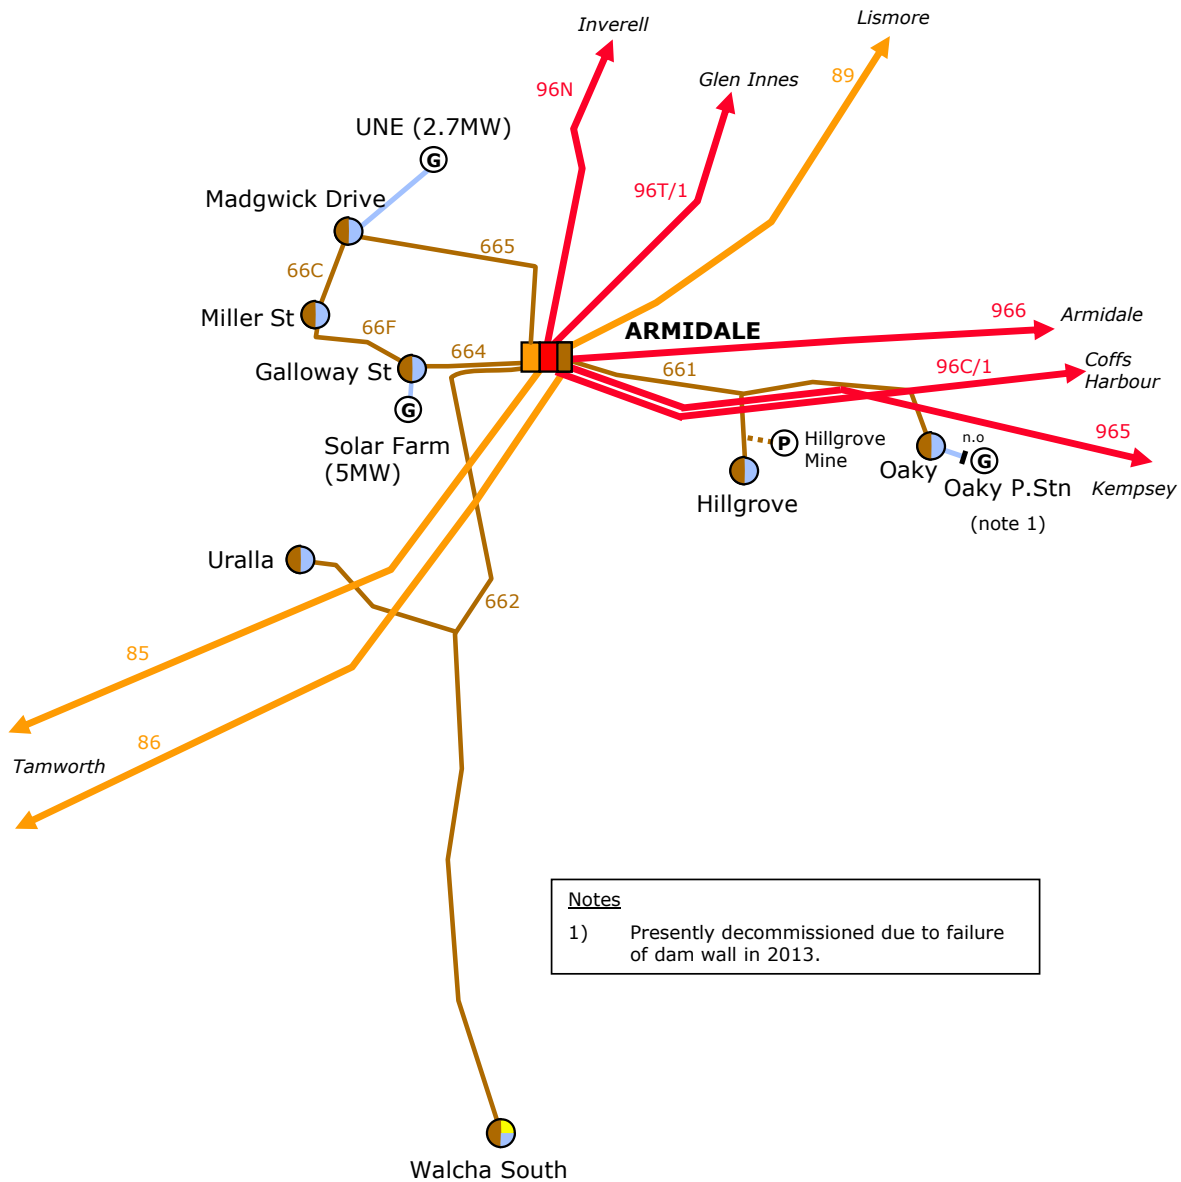 Inverell
Lismore
Glen Innes
96N
89
UNE (2.7MW)
G
96T/1
Madgwick Drive
665
66C
Miller St
66F
ARMIDALE
966
Armidale
664
Galloway St
661
96C/1
Coffs
Harbour
G
Solar Farm
(5MW)
P
Hillgrove
Mine
n.o
965
Oaky
G
Oaky P.Stn
Kempsey
Hillgrove
(note 1)
Uralla
662
85
86
Tamworth
Notes
1) Presently decommissioned due to failure
of dam wall in 2013.
Walcha South